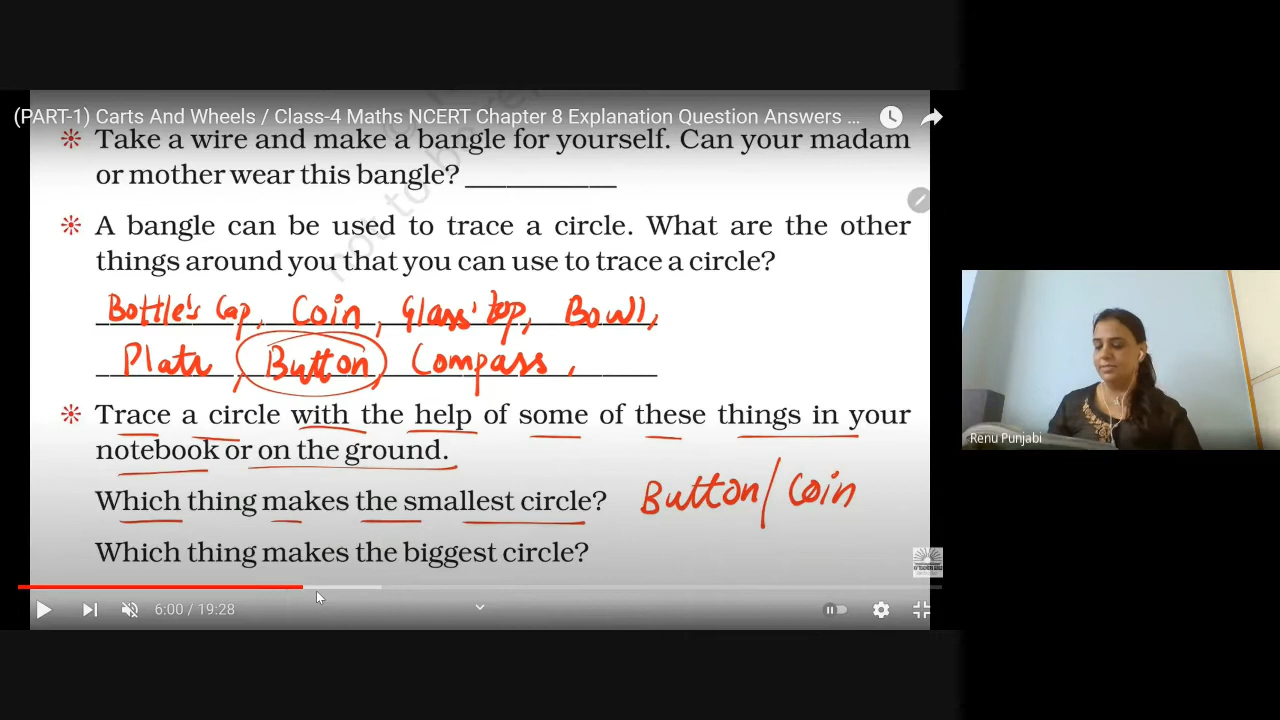 (PART-1) Carts And Wheels / Class-4 Maths NCERT Chapter 8 Explanation Question Answers ...
Take a wire and make a bangle for yourself. Can your madam
or mother wear this bangle? ___________
A bangle can be used to trace a circle. What are the other
things around you that you can use to trace a circle?
Bottle's Cap, Coin, Glass' top, Bowl,
Plate, Button, Compass,
Trace a circle with the help of some of these things in your
notebook or on the ground.
Which thing makes the smallest circle? Button/Coin
Which thing makes the biggest circle?
6:00 / 19:28
Renu Punjabi
not to be re